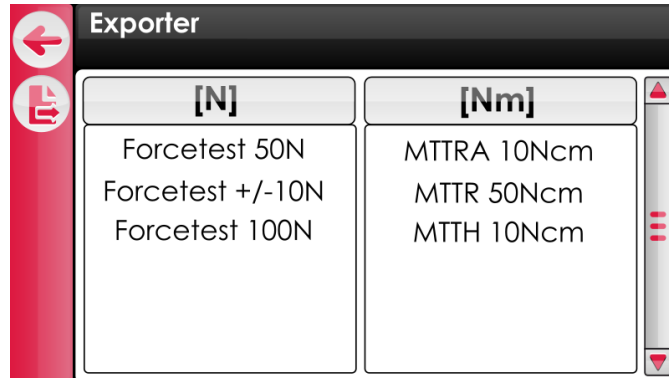 Exporter
[N]
[Nm]
Forcetest 50N
MTTRA 10Ncm
Forcetest +/-10N
MTTR 50Ncm
Forcetest 100N
MTTH 10Ncm